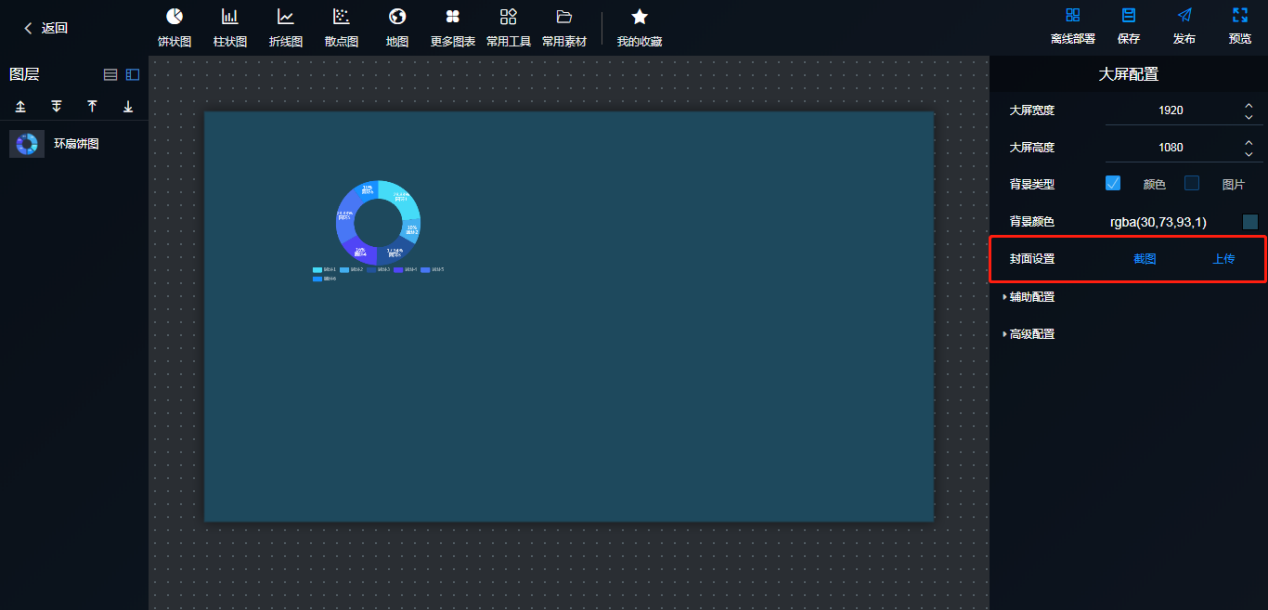 返回
饼状图 柱状图 折线图 散点图 地图 更多图表 常用工具 常用素材 我的收藏
离线部署 保存 发布 预览
图层
环扇饼图
大屏配置
大屏宽度 1920
大屏高度 1080
背景类型 颜色 图片
背景颜色 rgba(30,73,93,1)
封面设置 截图 上传
辅助配置
高级配置